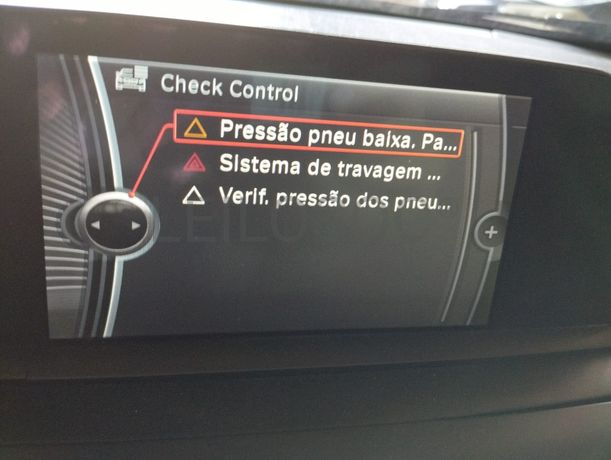 Check Control
Pressão pneu baixa. Pa...
Sistema de travagem ...
Verif. pressão dos pneu...
+